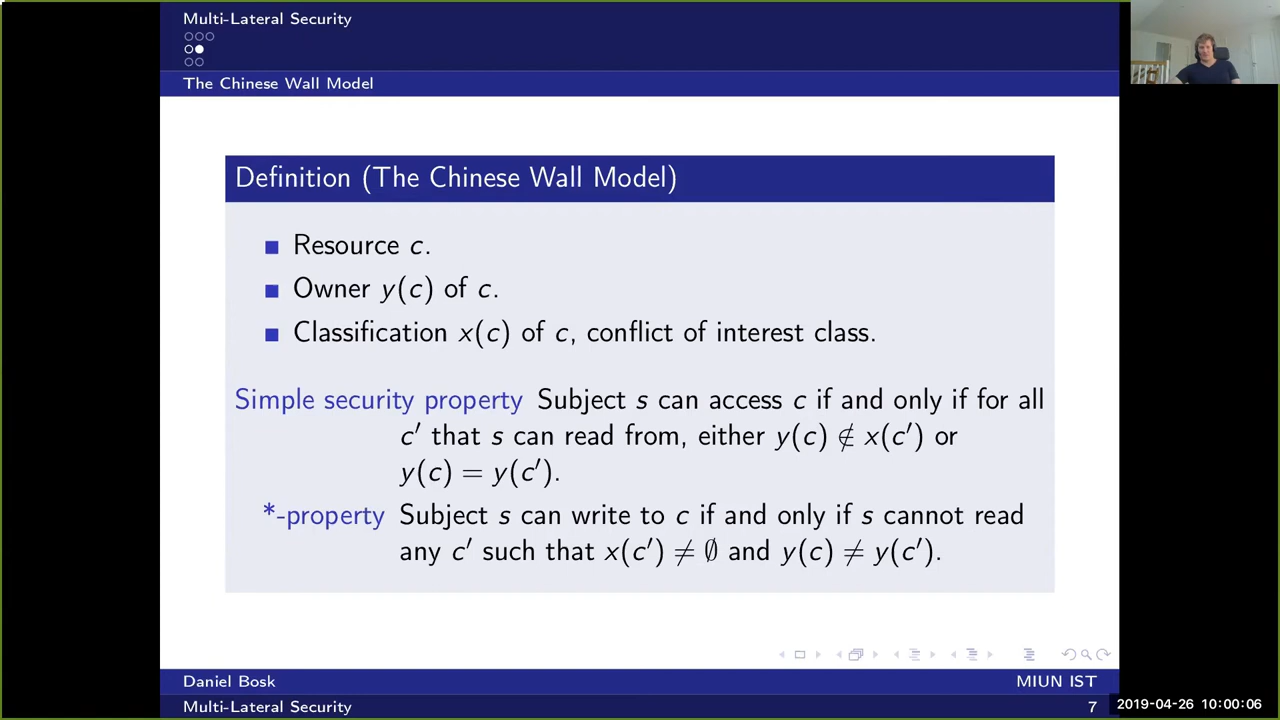 Multi-Lateral Security
The Chinese Wall Model
Definition (The Chinese Wall Model)
Resource c.
Owner y(c) of c.
Classification x(c) of c, conflict of interest class.
Simple security property Subject s can access c if and only if for all
c′ that s can read from, either y(c) ∉ x(c′) or
y(c) = y(c′).
*-property Subject s can write to c if and only if s cannot read
any c′ such that x(c′) ≠ ∅ and y(c) ≠ y(c′).
Daniel Bosk MIUN IST
Multi-Lateral Security 7
2019-04-26 10:00:06